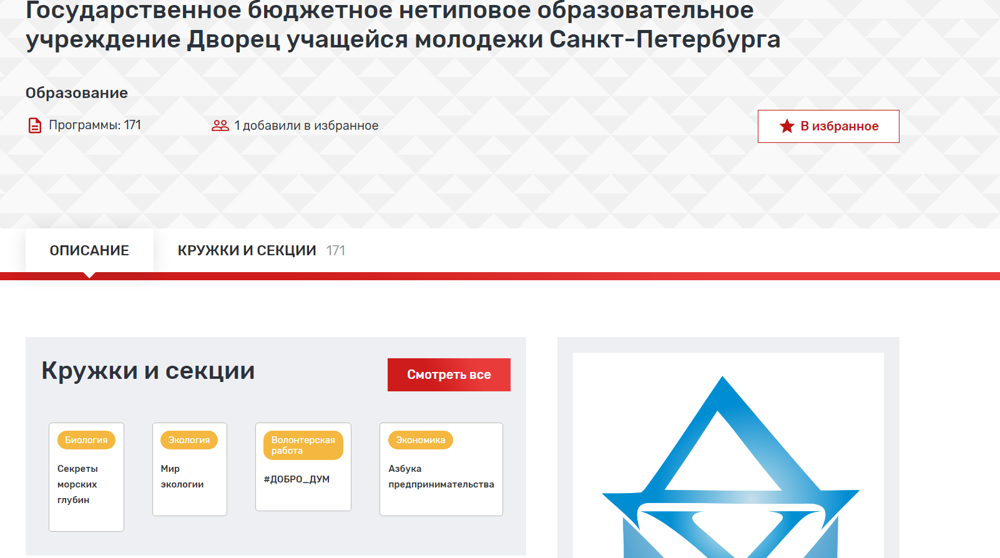 Государственное бюджетное нетиповое образовательное
учреждение Дворец учащейся молодежи Санкт-Петербурга
Образование
Программы: 171
1 добавили в избранное
В избранное
ОПИСАНИЕ
КРУЖКИ И СЕКЦИИ 171
Кружки и секции
Смотреть все
Биология
Секреты
морских
глубин
Экология
Мир
экологии
Волонтерская
работа
#ДОБРО_ДУМ
Экономика
Азбука
предпринимательства